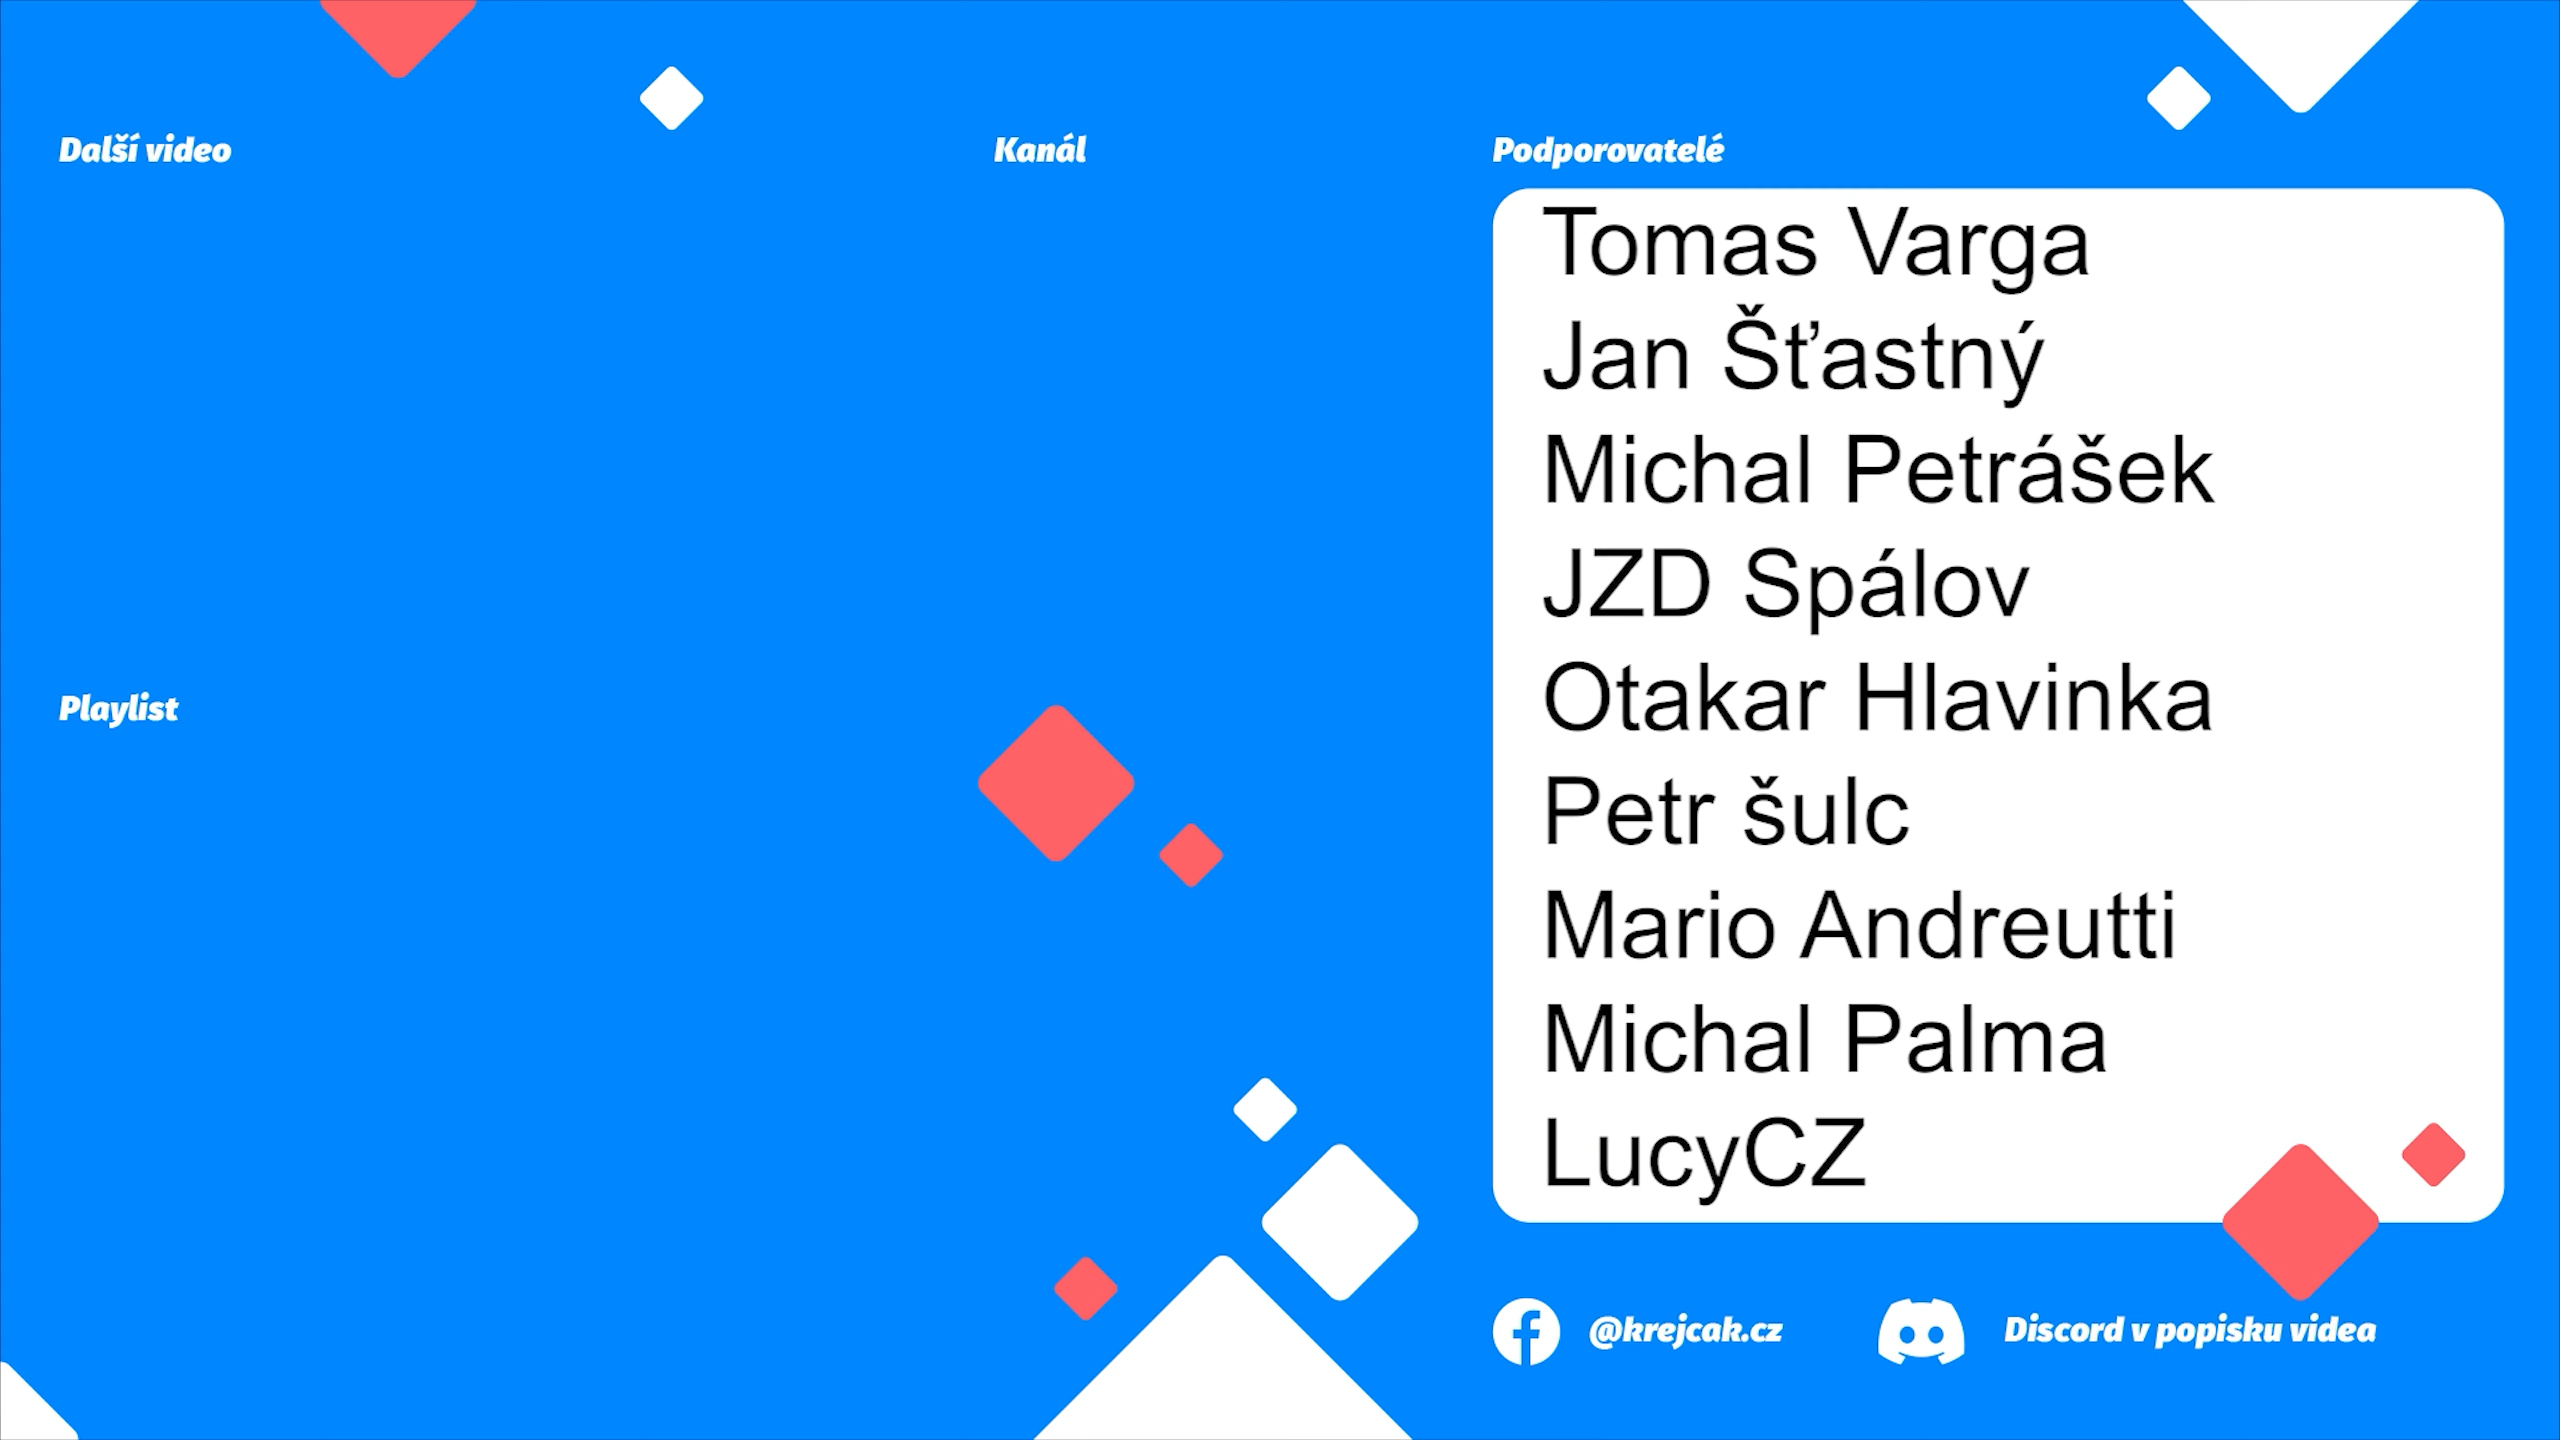 Další video
Kanál
Podporovatelé
Tomas Varga
Jan Šťastný
Michal Petrášek
JZD Spálov
Otakar Hlavinka
Petr šulc
Mario Andreutti
Michal Palma
LucyCZ
Playlist
@krejcak.cz
Discord v popisku videa